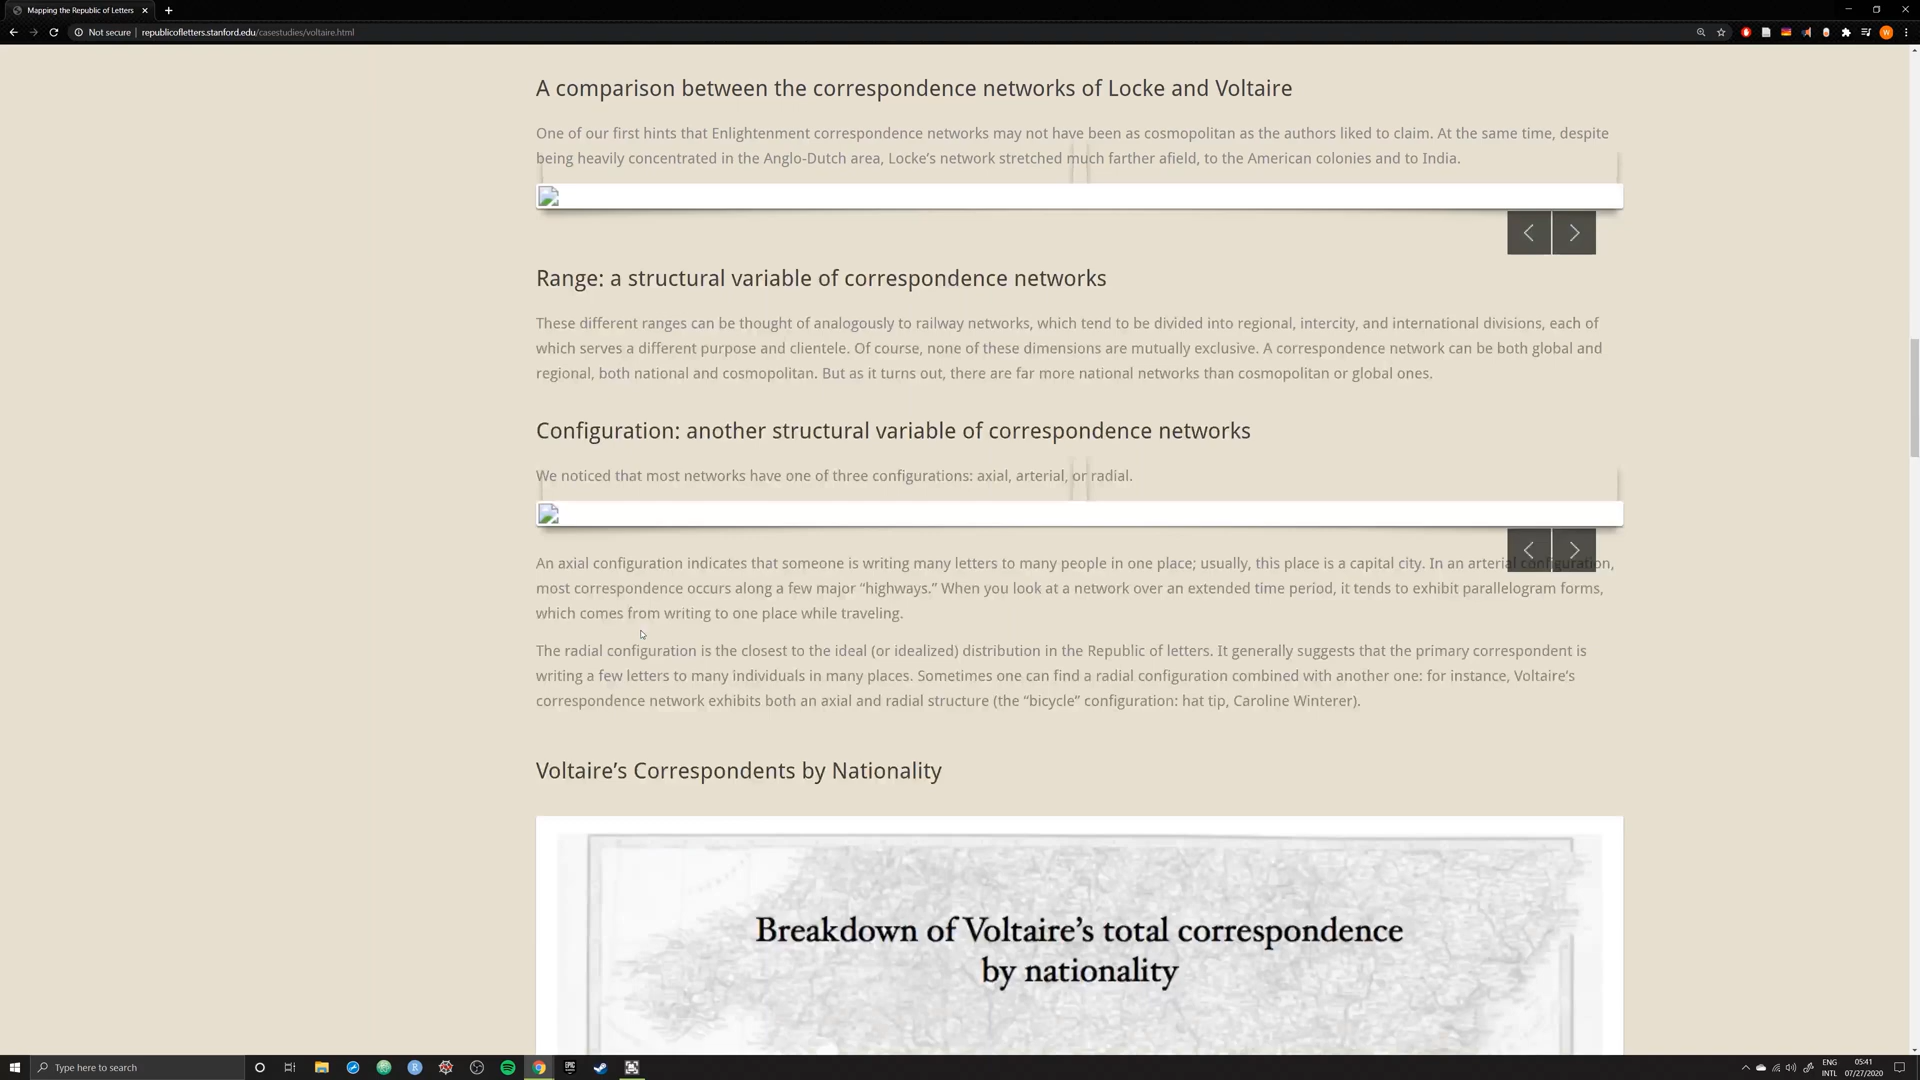 Mapping the Republic of Letters
Not secure | republicofletters.stanford.edu/casestudies/voltaire.html
A comparison between the correspondence networks of Locke and Voltaire
One of our first hints that Enlightenment correspondence networks may not have been as cosmopolitan as the authors liked to claim. At the same time, despite
being heavily concentrated in the Anglo-Dutch area, Locke’s network stretched much farther afield, to the American colonies and to India.
Range: a structural variable of correspondence networks
These different ranges can be thought of analogously to railway networks, which tend to be divided into regional, intercity, and international divisions, each of
which serves a different purpose and clientele. Of course, none of these dimensions are mutually exclusive. A correspondence network can be both global and
regional, both national and cosmopolitan. But as it turns out, there are far more national networks than cosmopolitan or global ones.
Configuration: another structural variable of correspondence networks
We noticed that most networks have one of three configurations: axial, arterial, or radial.
An axial configuration indicates that someone is writing many letters to many people in one place; usually, this place is a capital city. In an arterial configuration,
most correspondence occurs along a few major “highways.” When you look at a network over an extended time period, it tends to exhibit parallelogram forms,
which comes from writing to one place while traveling.
The radial configuration is the closest to the ideal (or idealized) distribution in the Republic of letters. It generally suggests that the primary correspondent is
writing a few letters to many individuals in many places. Sometimes one can find a radial configuration combined with another one: for instance, Voltaire’s
correspondence network exhibits both an axial and radial structure (the “bicycle” configuration: hat tip, Caroline Winterer).
Voltaire’s Correspondents by Nationality
Breakdown of Voltaire’s total correspondence
by nationality
Type here to search
R
EPIC
ENG
INTL
05:41
07/27/2020